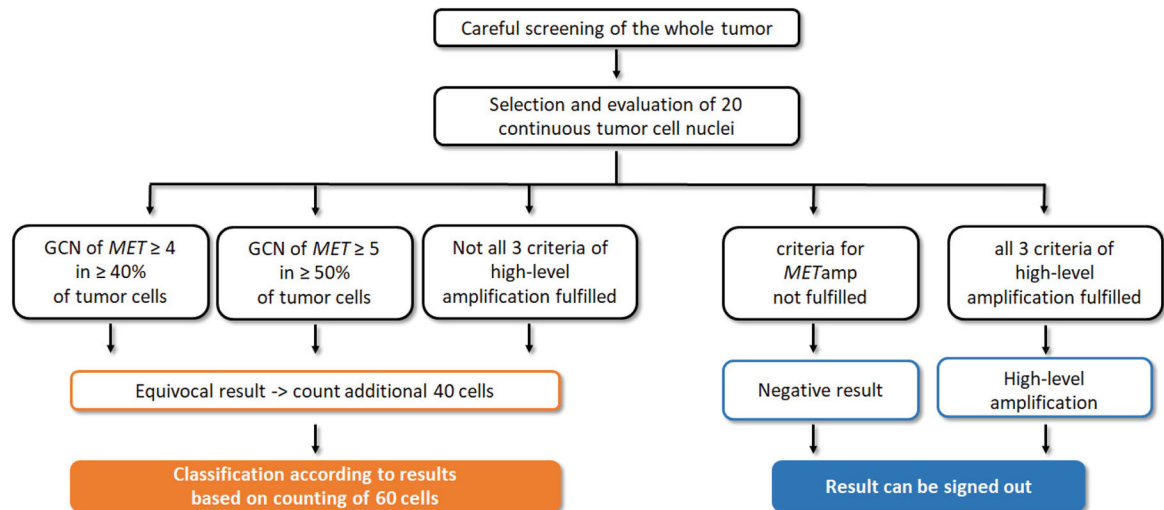 Careful screening of the whole tumor
Selection and evaluation of 20
continuous tumor cell nuclei
GCN of MET ≥ 4
in ≥ 40%
of tumor cells
GCN of MET ≥ 5
in ≥ 50%
of tumor cells
Not all 3 criteria of
high-level
amplification fulfilled
criteria for
METamp
not fulfilled
all 3 criteria of
high-level
amplification fulfilled
Equivocal result -> count additional 40 cells
Negative result
High-level
amplification
Classification according to results
based on counting of 60 cells
Result can be signed out